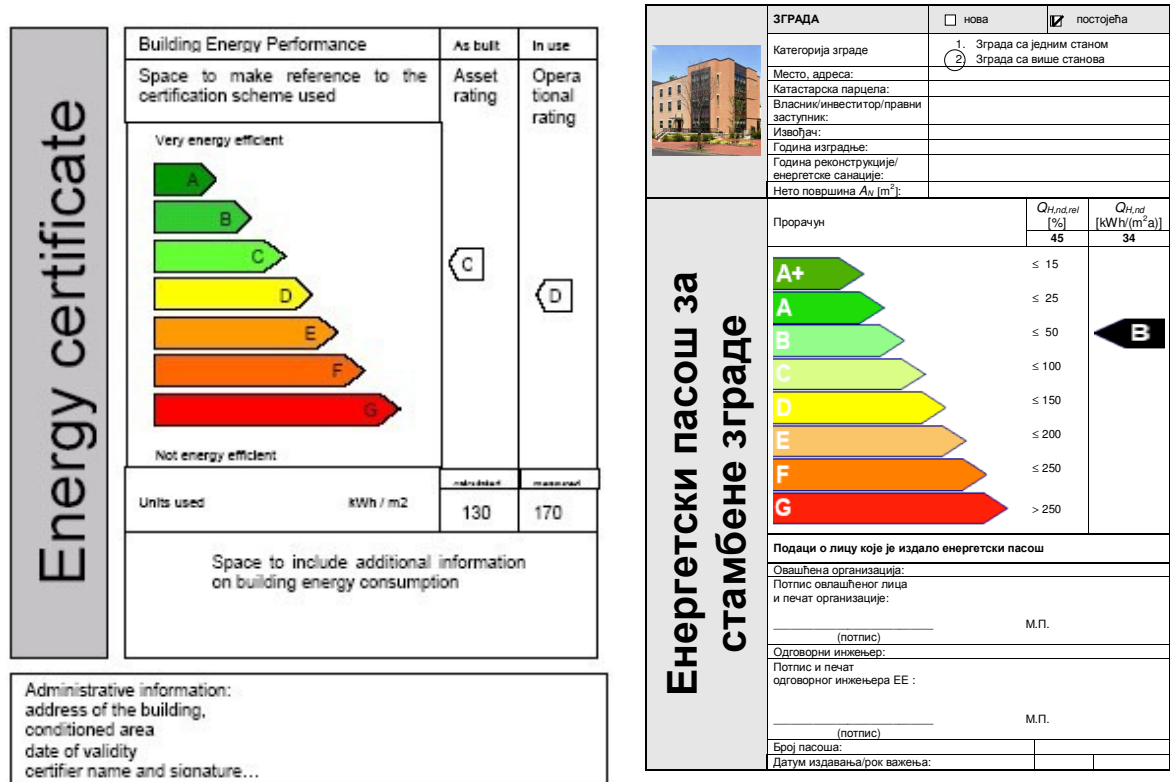 Energy certificate
Building Energy Performance
As built
In use
Space to make reference to the
certification scheme used
Asset
rating
Opera
tional
rating
Very energy efficient
A
B
C
D
E
F
G
C
D
Not energy efficient
calculated
measured
Units used
kWh / m2
130
170
Space to include additional information
on building energy consumption
Administrative information:
address of the building,
conditioned area
date of validity
certifier name and signature...
ЗГРАДА
нова
постојећа
Категорија зграде
1. Зграда са једним станом
2) Зграда са више станова
Место, адреса:
Катастарска парцела:
Власник/инвеститор/правни
заступник:
Извођач:
Година изградње:
Година реконструкције/
енергетске санације:
Нето површина AN [m2]:
Енергетски пасош за
стамбене зграде
Прорачун
QH,nd,rel
[%]
QH,nd
[kWh/(m2a)]
45
34
A+ ≤ 15
A ≤ 25
B ≤ 50
B
C ≤ 100
D ≤ 150
E ≤ 200
F ≤ 250
G > 250
Подаци о лицу које је издало енергетски пасош
Овашћена организација:
Потпис овлашћеног лица
и печат организације:
М.П.
(потпис)
Одговорни инжењер:
Потпис и печат
одговорног инжењера ЕЕ :
М.П.
(потпис)
Број пасоша:
Датум издавања/рок важења: